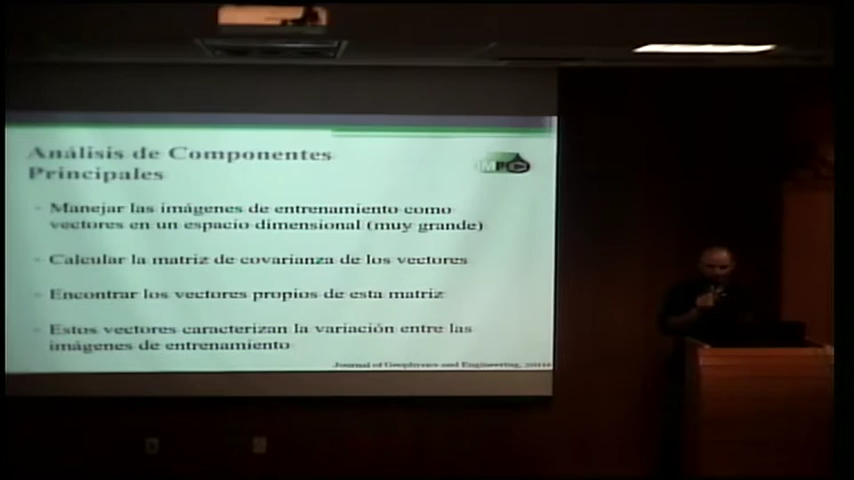 Análisis de Componentes
Principales
Manejar las imágenes de entrenamiento como
vectores en un espacio dimensional (muy grande)
Calcular la matriz de covarianza de los vectores
Encontrar los vectores propios de esta matriz
Estos vectores caracterizan la variación entre las
imágenes de entrenamiento
Journal of Geophysics and Engineering,